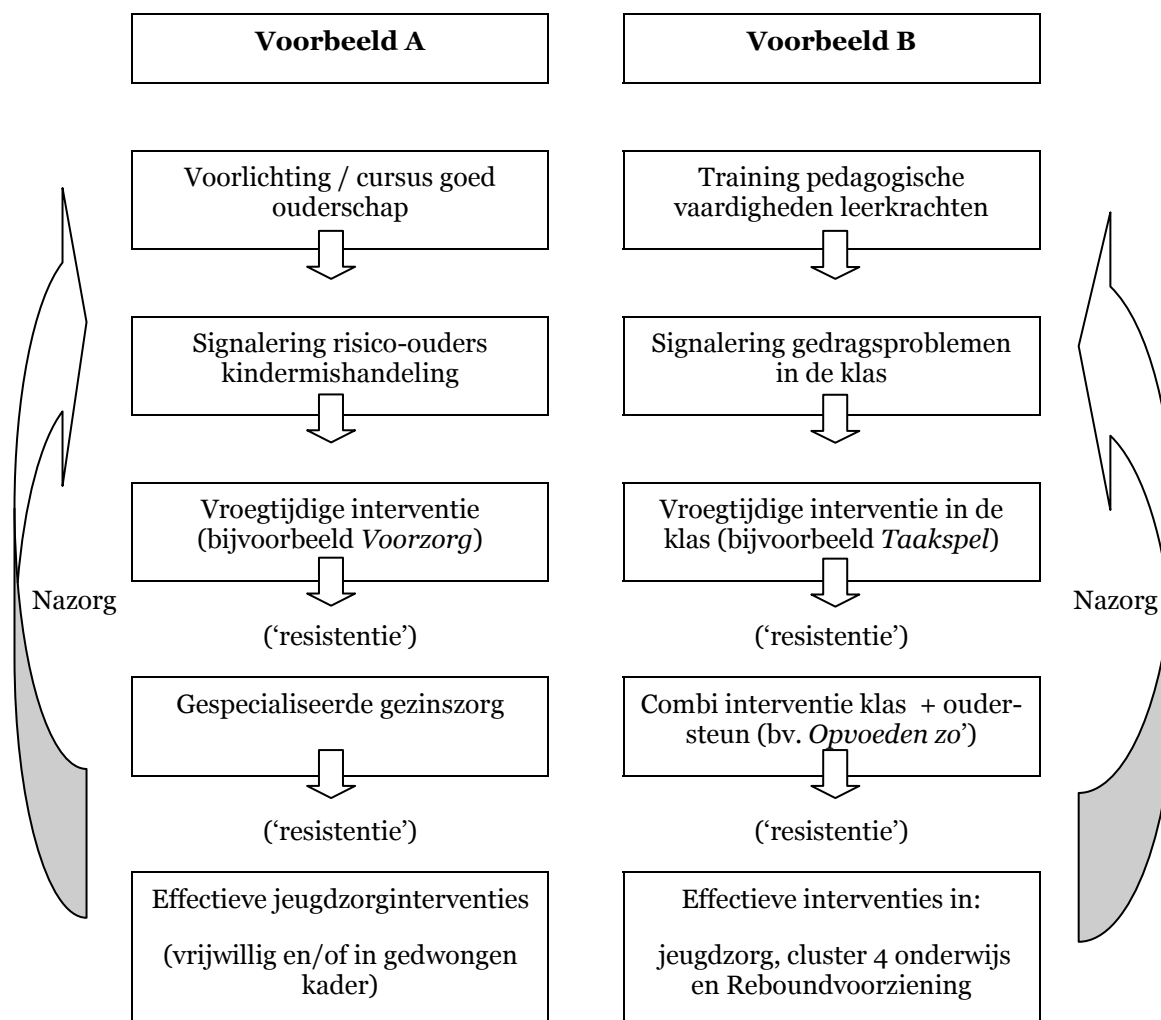 Voorbeeld A
Voorlichting / cursus goed
ouderschap
Signalering risico-ouders
kindermishandeling
Vroegtijdige interventie
(bijvoorbeeld Voorzorg)
Nazorg
(‘resistentie’)
Gespecialiseerde gezinszorg
(‘resistentie’)
Effectieve jeugdzorginterventies
(vrijwillig en/of in gedwongen
kader)
Voorbeeld B
Training pedagogische
vaardigheden leerkrachten
Signalering gedragsproblemen
in de klas
Vroegtijdige interventie in de
klas (bijvoorbeeld Taakspel)
Nazorg
(‘resistentie’)
Combi interventie klas + ouder-
steun (bv. Opvoeden zo’)
(‘resistentie’)
Effectieve interventies in:
jeugdzorg, cluster 4 onderwijs
en Reboundvoorziening